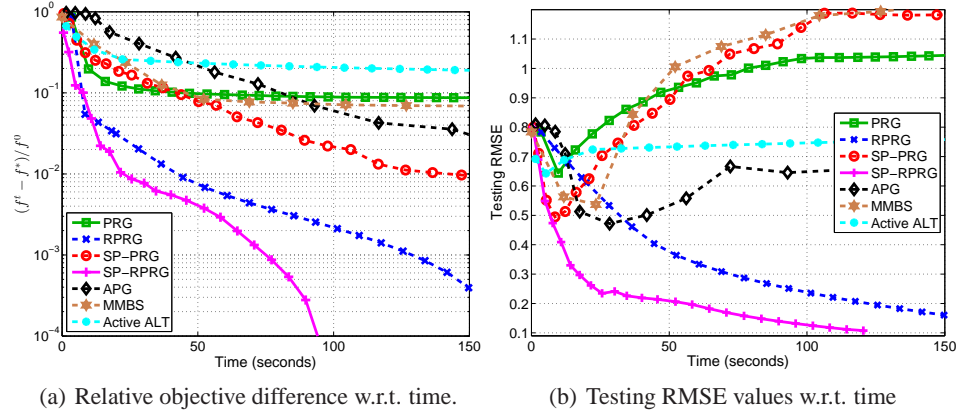 10^0
10^-1
10^-2
10^-3
10^-4
(f^t − f^*)/f^0
PRG
RPRG
SP−PRG
SP−RPRG
APG
MMBS
Active ALT
0 50 100 150
Time (seconds)
(a) Relative objective difference w.r.t. time.
1.1
1
0.9
0.8
0.7
0.6
0.5
0.4
0.3
0.2
0.1
Testing RMSE
PRG
RPRG
SP−PRG
SP−RPRG
APG
MMBS
Active ALT
0 50 100 150
Time (seconds)
(b) Testing RMSE values w.r.t. time